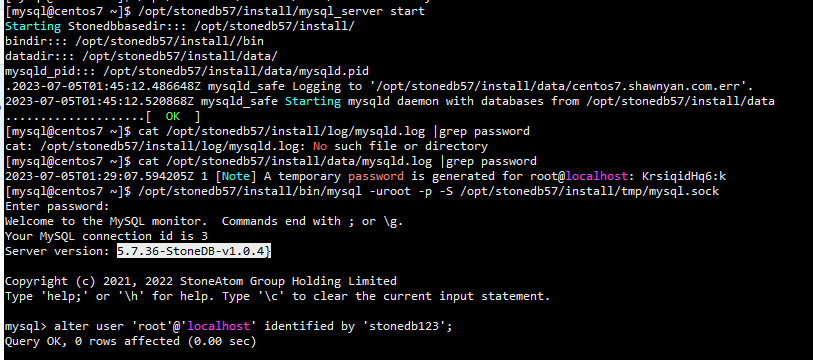 [mysql@centos7 ~]$ /opt/stonedb57/install/mysql_server start
Starting Stonedbbasedir::: /opt/stonedb57/install/
bindir::: /opt/stonedb57/install//bin
datadir::: /opt/stonedb57/install/data/
mysqld_pid::: /opt/stonedb57/install/data/mysqld.pid
.2023-07-05T01:45:12.486648Z mysqld_safe Logging to '/opt/stonedb57/install/data/centos7.shawnyan.com.err'.
2023-07-05T01:45:12.520868Z mysqld_safe Starting mysqld daemon with databases from /opt/stonedb57/install/data
....................[  OK  ]
[mysql@centos7 ~]$ cat /opt/stonedb57/install/log/mysqld.log |grep password
cat: /opt/stonedb57/install/log/mysqld.log: No such file or directory
[mysql@centos7 ~]$ cat /opt/stonedb57/install/data/mysqld.log |grep password
2023-07-05T01:29:07.594205Z 1 [Note] A temporary password is generated for root@localhost: KrsiqidHq6:k
[mysql@centos7 ~]$ /opt/stonedb57/install/bin/mysql -uroot -p -S /opt/stonedb57/install/tmp/mysql.sock
Enter password:
Welcome to the MySQL monitor.  Commands end with ; or \g.
Your MySQL connection id is 3
Server version: 5.7.36-StoneDB-v1.0.4}
Copyright (c) 2021, 2022 StoneAtom Group Holding Limited
Type 'help;' or '\h' for help. Type '\c' to clear the current input statement.
mysql> alter user 'root'@'localhost' identified by 'stonedb123';
Query OK, 0 rows affected (0.00 sec)